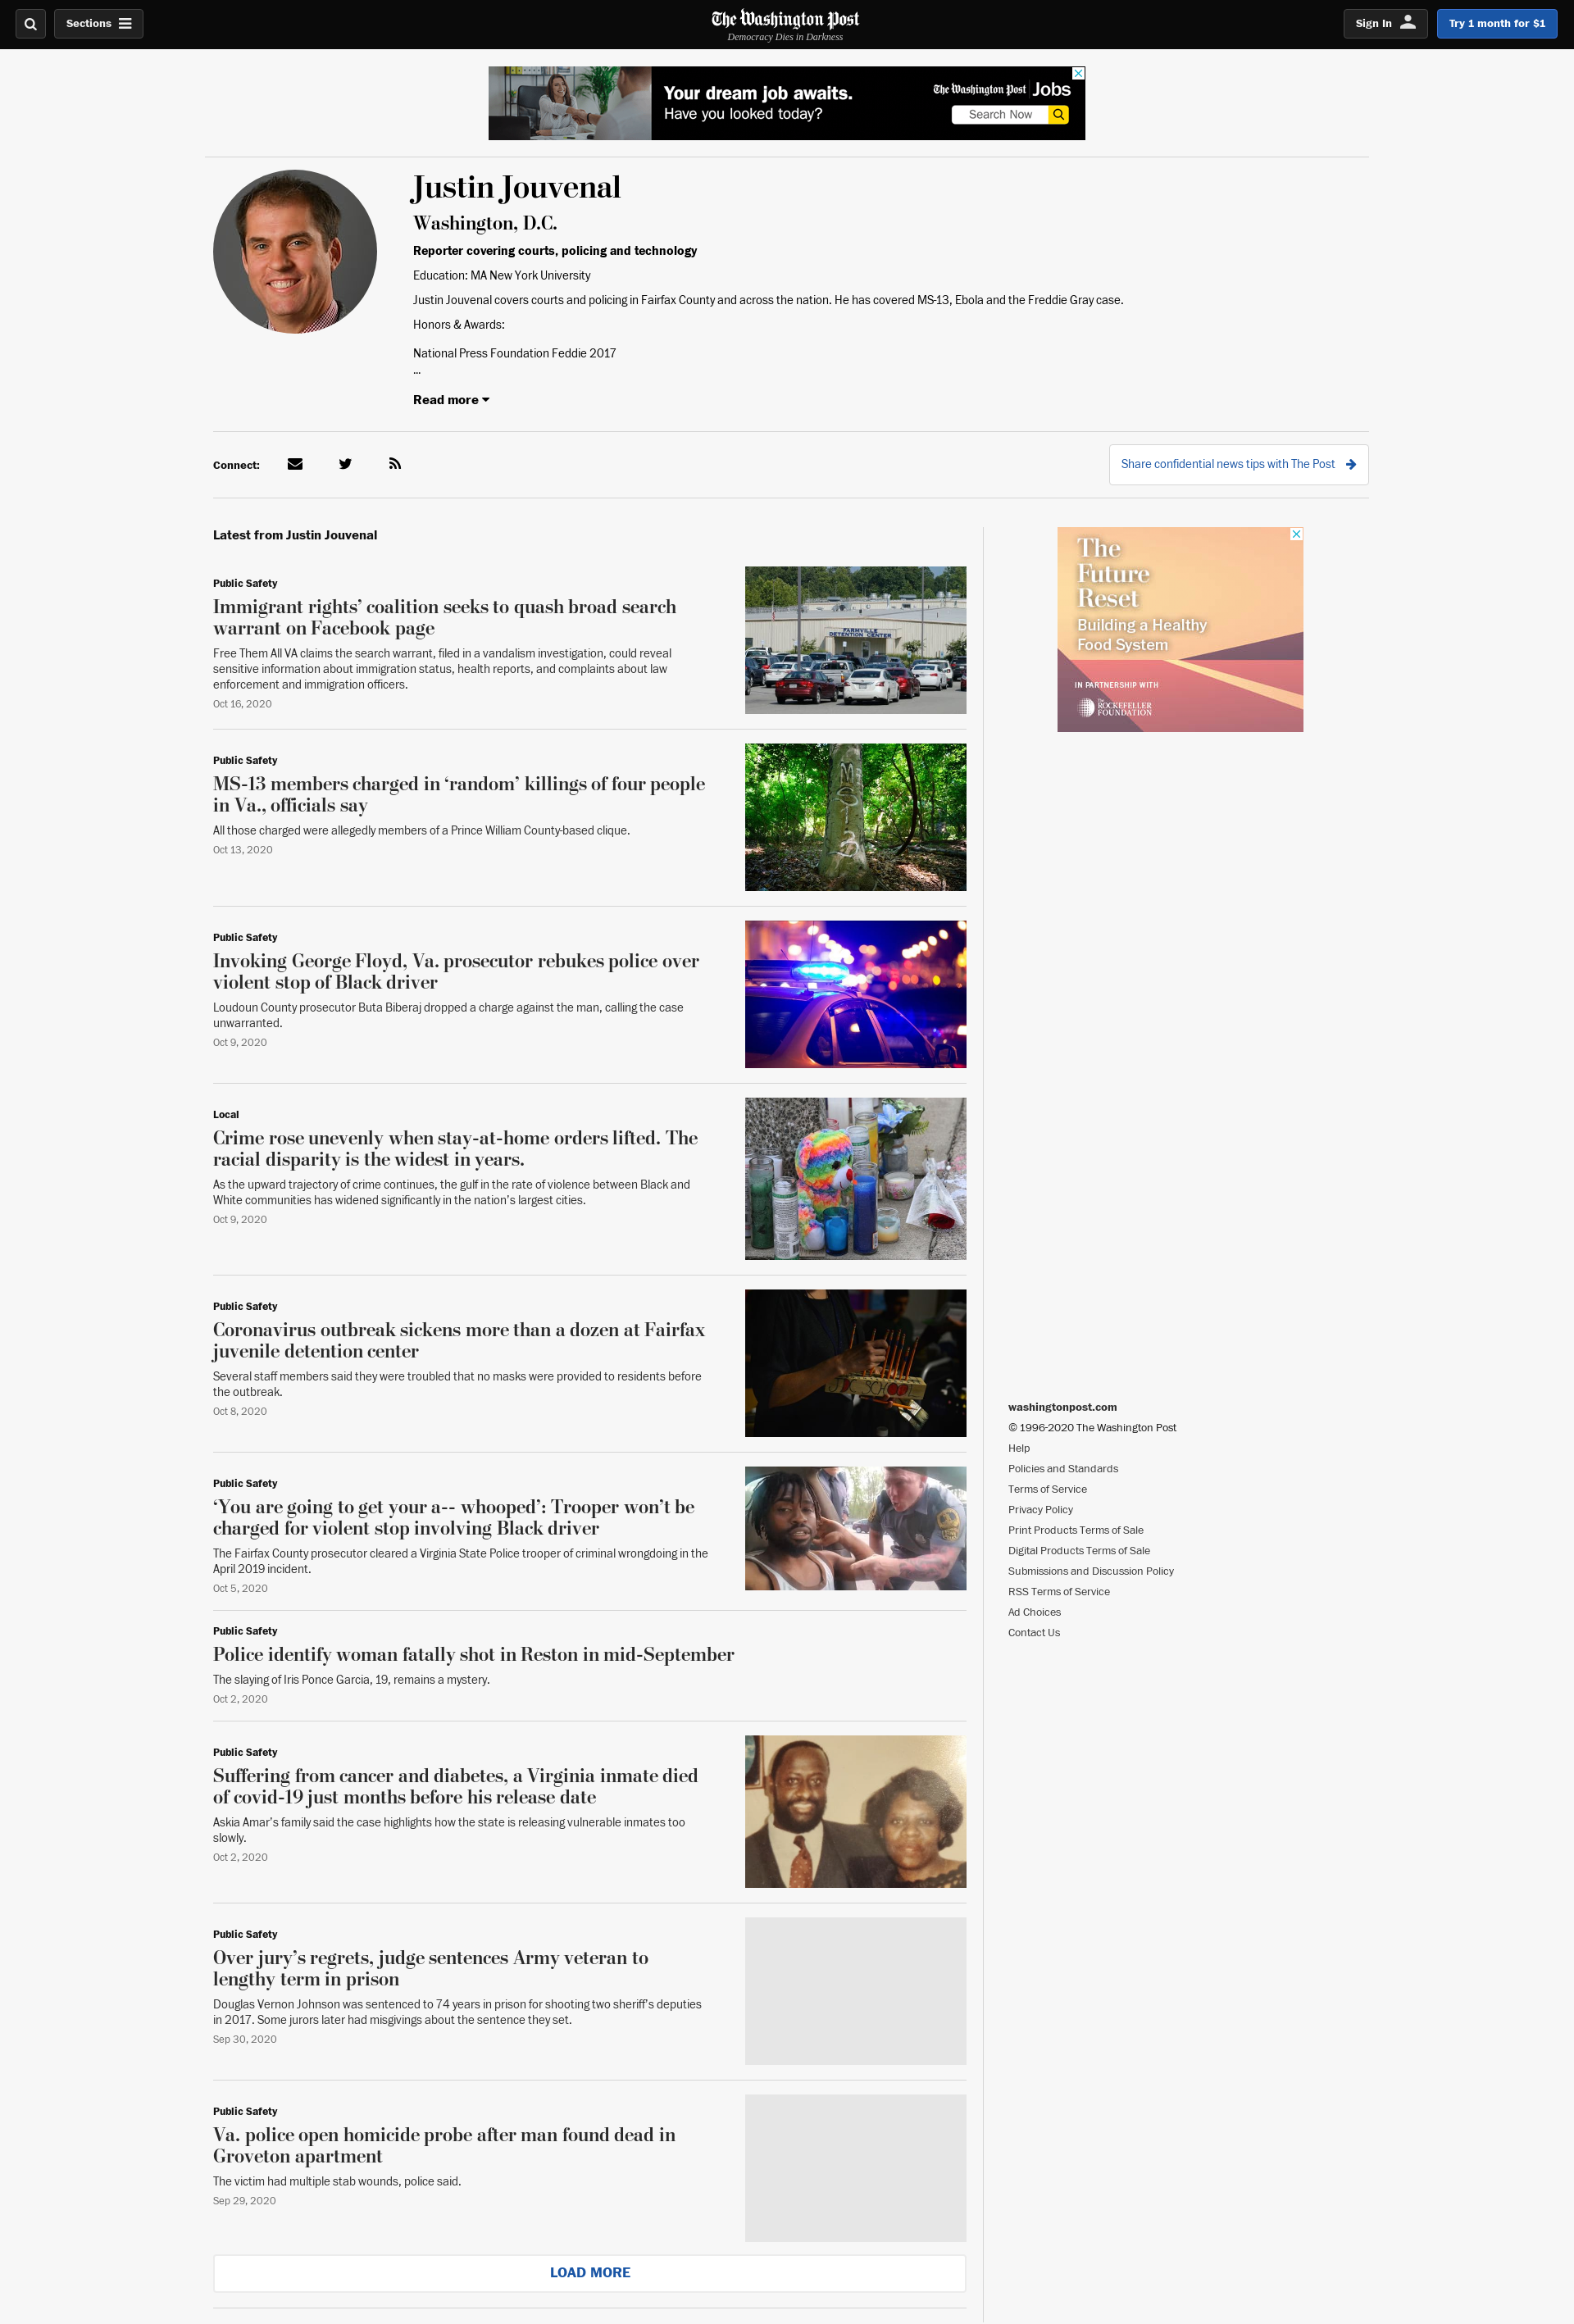 Sections
The Washington Post
Democracy Dies in Darkness
Sign In
Try 1 month for $1
Your dream job awaits.
Have you looked today?
The Washington Post Jobs
Search Now
Justin Jouvenal
Washington, D.C.
Reporter covering courts, policing and technology
Education: MA New York University
Justin Jouvenal covers courts and policing in Fairfax County and across the nation. He has covered MS-13, Ebola and the Freddie Gray case.
Honors & Awards:
National Press Foundation Feddie 2017
...
Read more
Connect:
Share confidential news tips with The Post
Latest from Justin Jouvenal
Public Safety
Immigrant rights’ coalition seeks to quash broad search
warrant on Facebook page
Free Them All VA claims the search warrant, filed in a vandalism investigation, could reveal
sensitive information about immigration status, health reports, and complaints about law
enforcement and immigration officers.
Oct 16, 2020
FARMVILLE
DETENTION CENTER
Public Safety
MS-13 members charged in ‘random’ killings of four people
in Va., officials say
All those charged were allegedly members of a Prince William County-based clique.
Oct 13, 2020
Public Safety
Invoking George Floyd, Va. prosecutor rebukes police over
violent stop of Black driver
Loudoun County prosecutor Buta Biberaj dropped a charge against the man, calling the case
unwarranted.
Oct 9, 2020
Local
Crime rose unevenly when stay-at-home orders lifted. The
racial disparity is the widest in years.
As the upward trajectory of crime continues, the gulf in the rate of violence between Black and
White communities has widened significantly in the nation’s largest cities.
Oct 9, 2020
Public Safety
Coronavirus outbreak sickens more than a dozen at Fairfax
juvenile detention center
Several staff members said they were troubled that no masks were provided to residents before
the outbreak.
Oct 8, 2020
Public Safety
‘You are going to get your a-- whooped’: Trooper won’t be
charged for violent stop involving Black driver
The Fairfax County prosecutor cleared a Virginia State Police trooper of criminal wrongdoing in the
April 2019 incident.
Oct 5, 2020
Public Safety
Police identify woman fatally shot in Reston in mid-September
The slaying of Iris Ponce Garcia, 19, remains a mystery.
Oct 2, 2020
Public Safety
Suffering from cancer and diabetes, a Virginia inmate died
of covid-19 just months before his release date
Askia Amar’s family said the case highlights how the state is releasing vulnerable inmates too
slowly.
Oct 2, 2020
Public Safety
Over jury’s regrets, judge sentences Army veteran to
lengthy term in prison
Douglas Vernon Johnson was sentenced to 74 years in prison for shooting two sheriff’s deputies
in 2017. Some jurors later had misgivings about the sentence they set.
Sep 30, 2020
Public Safety
Va. police open homicide probe after man found dead in
Groveton apartment
The victim had multiple stab wounds, police said.
Sep 29, 2020
LOAD MORE
The
Future
Reset
Building a Healthy
Food System
IN PARTNERSHIP WITH
The
ROCKEFELLER
FOUNDATION
washingtonpost.com
© 1996-2020 The Washington Post
Help
Policies and Standards
Terms of Service
Privacy Policy
Print Products Terms of Sale
Digital Products Terms of Sale
Submissions and Discussion Policy
RSS Terms of Service
Ad Choices
Contact Us